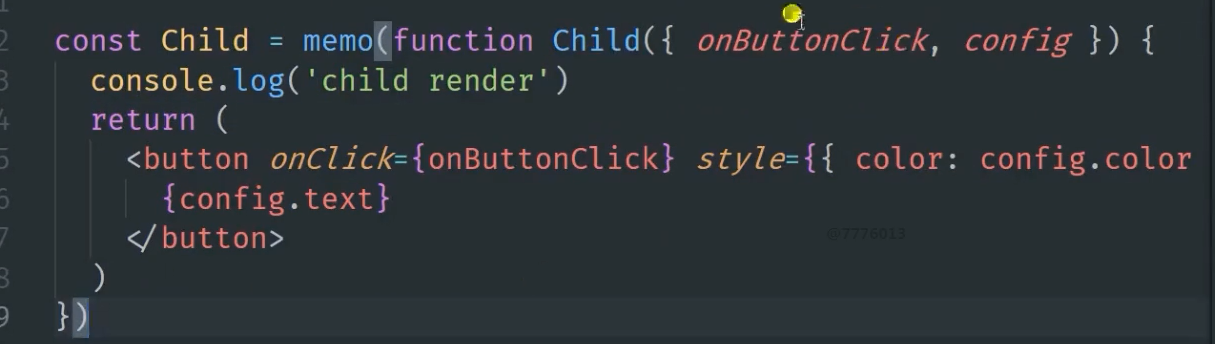 2 const Child = memo(function Child({ onButtonClick, config }) {
3 console.log('child render')
4 return (
5 <button onClick={onButtonClick} style={{ color: config.color
6 {config.text}
7 </button>
@7776013
8 )
9 })